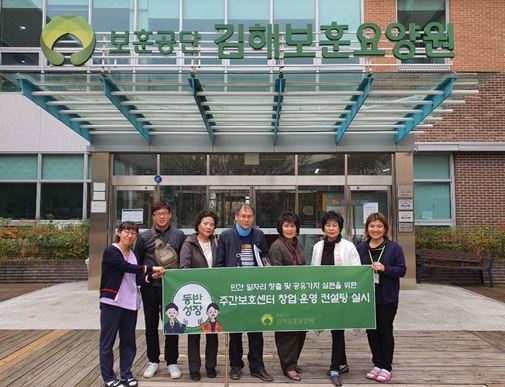 보훈공단 김해보훈요양원
민간 일자리 창출 및 공유가치 실현을 위한
동반
성장
주간보호센터 창업 운영 컨설팅 실시
김해보훈요양원